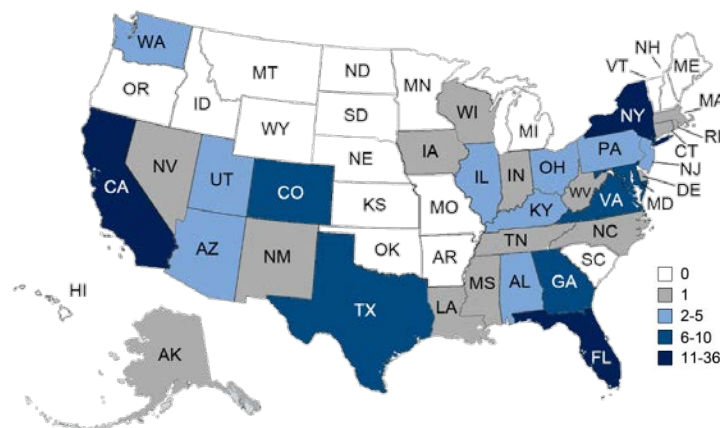 WA
NH
VT
ME
MT
ND
MN
OR
MA
ID
SD
WI
NY
WY
MI
RI
CT
IA
PA
NE
NJ
NV
OH
IL
IN
DE
UT
CO
CA
WV
VA
MD
KS
MO
KY
NC
TN
AZ
OK
NM
AR
SC
MS
AL
GA
HI
TX
LA
AK
FL
0
1
2-5
6-10
11-36